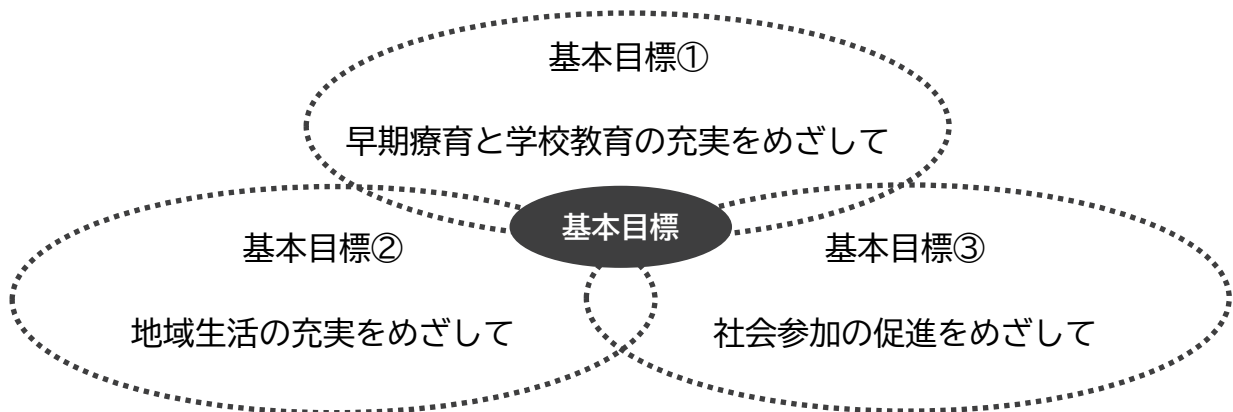 基本目標①
早期療育と学校教育の充実をめざして
基本目標
基本目標②
地域生活の充実をめざして
基本目標③
社会参加の促進をめざして